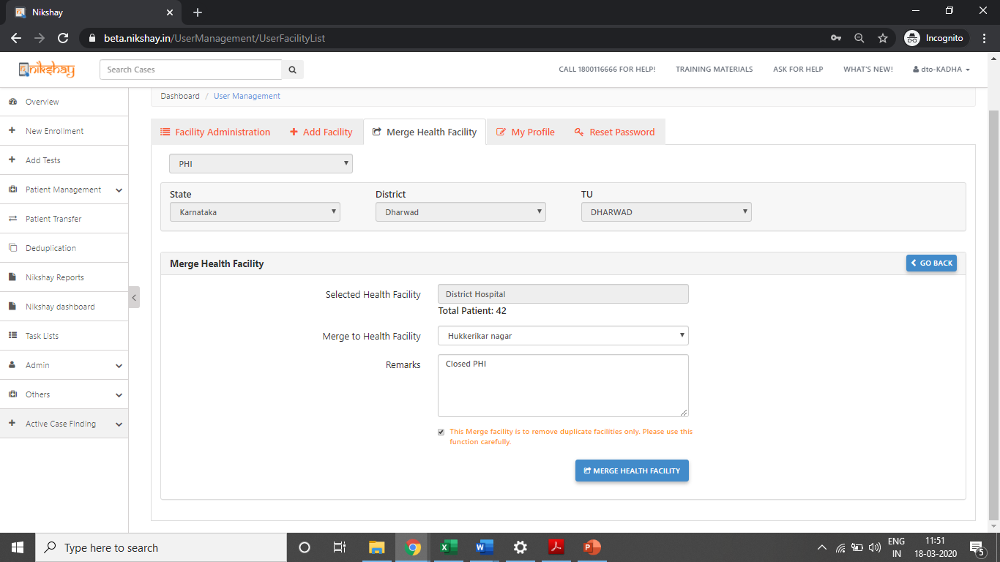 Nikshay
beta.nikshay.in/UserManagement/UserFacilityList
Incognito
nikshay
Search Cases
CALL 1800116666 FOR HELP!
TRAINING MATERIALS
ASK FOR HELP
WHAT'S NEW!
dto-KADHA
Overview
New Enrollment
Add Tests
Patient Management
Patient Transfer
Deduplication
Nikshay Reports
Nikshay dashboard
Task Lists
Admin
Others
Active Case Finding
Dashboard / User Management
Facility Administration
Add Facility
Merge Health Facility
My Profile
Reset Password
PHI
State
District
TU
Karnataka
Dharwad
DHARWAD
Merge Health Facility
GO BACK
Selected Health Facility
District Hospital
Total Patient: 42
Merge to Health Facility
Hukkerikar nagar
Remarks
Closed PHI
This Merge facility is to remove duplicate facilities only. Please use this
function carefully.
MERGE HEALTH FACILITY
Type here to search
ENG
IN
11:51
18-03-2020
5